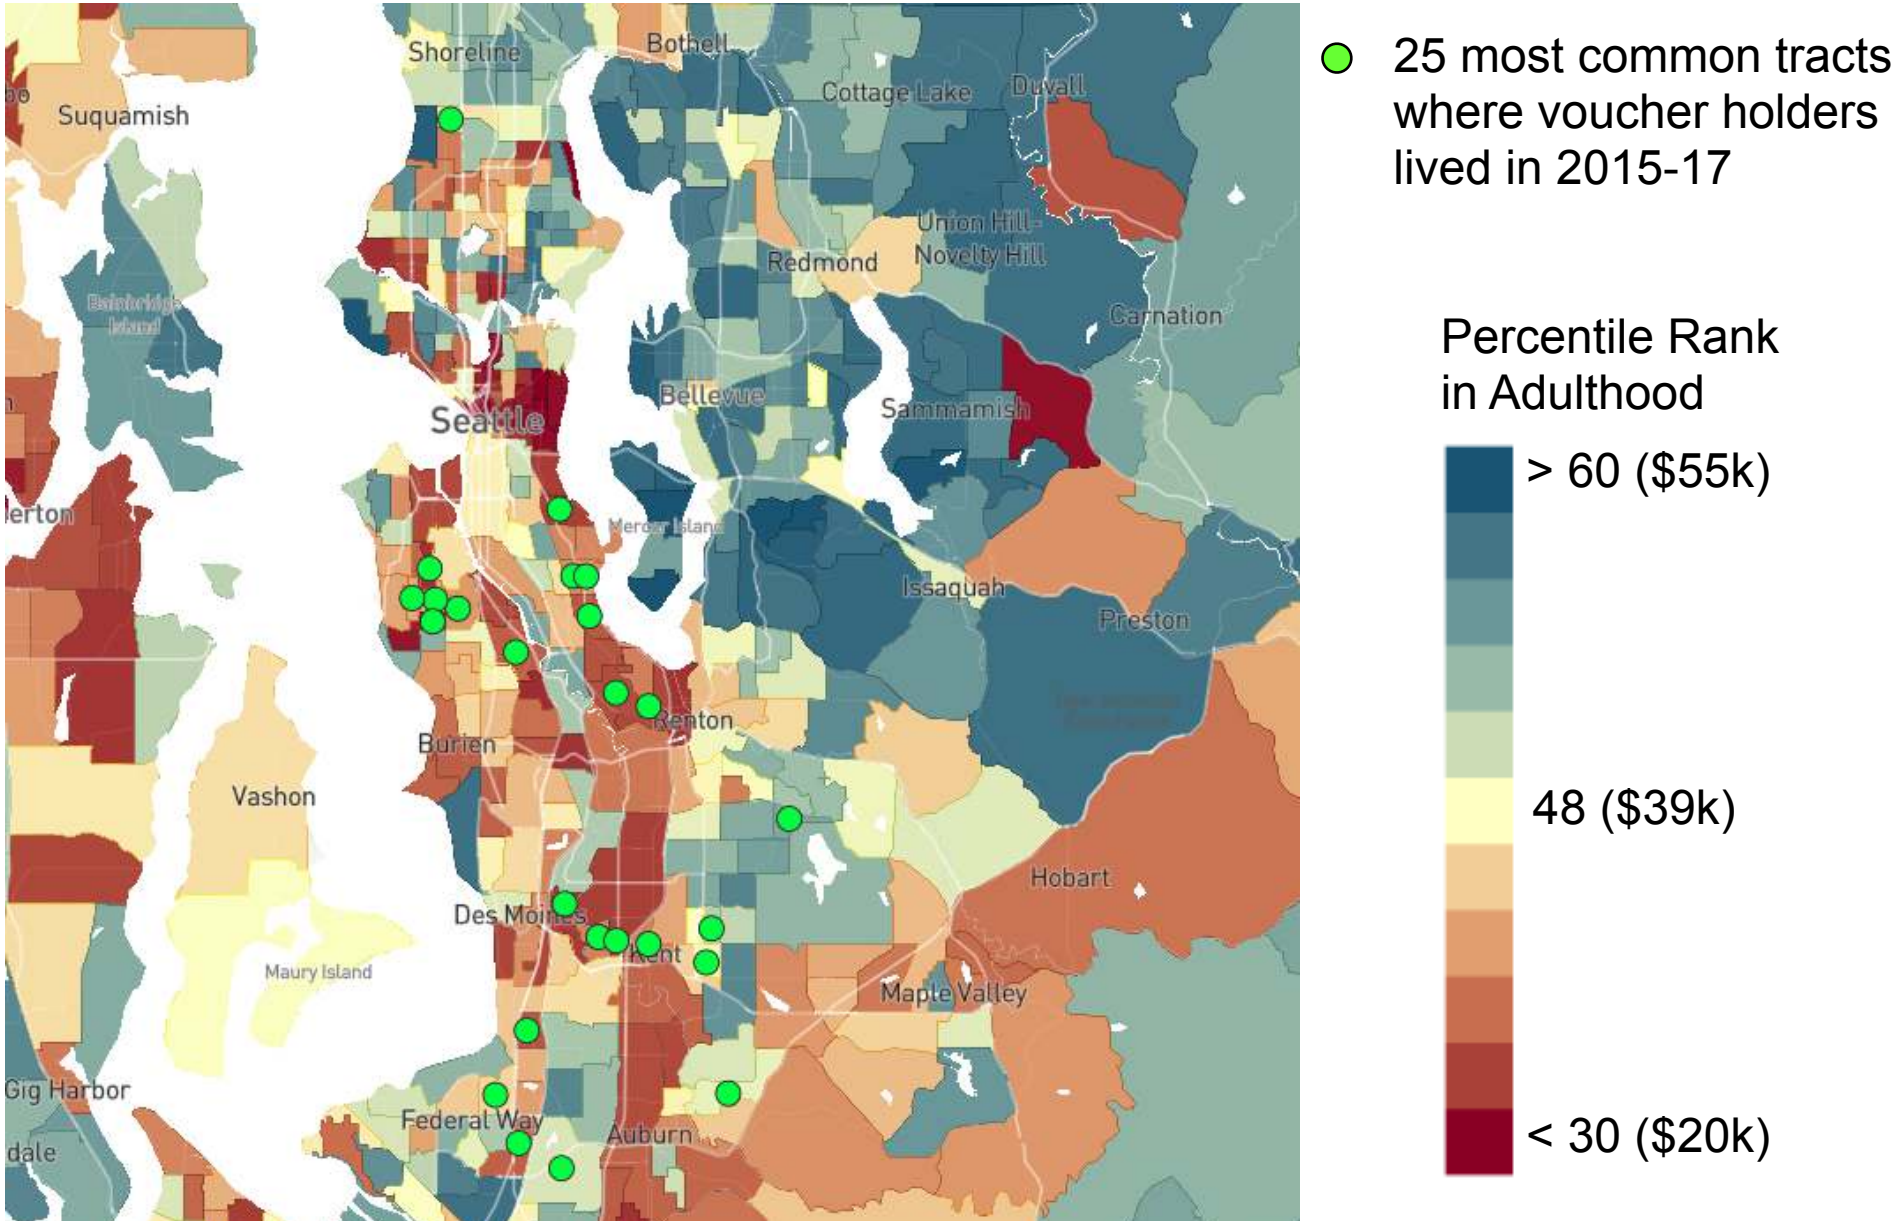 Shoreline
Bothell
Cottage Lake
Duvall
Suquamish
Union Hill-
Novelty Hill
Redmond
Bainbridge
Island
Carnation
Bellevue
Sammamish
Seattle
erton
Mercer Island
Issaquah
Preston
Renton
Burien
Vashon
Hobart
Des Moines
Kent
Maury Island
Maple Valley
Gig Harbor
Federal Way
Auburn
dale
25 most common tracts
where voucher holders
lived in 2015-17
Percentile Rank
in Adulthood
> 60 ($55k)
48 ($39k)
< 30 ($20k)